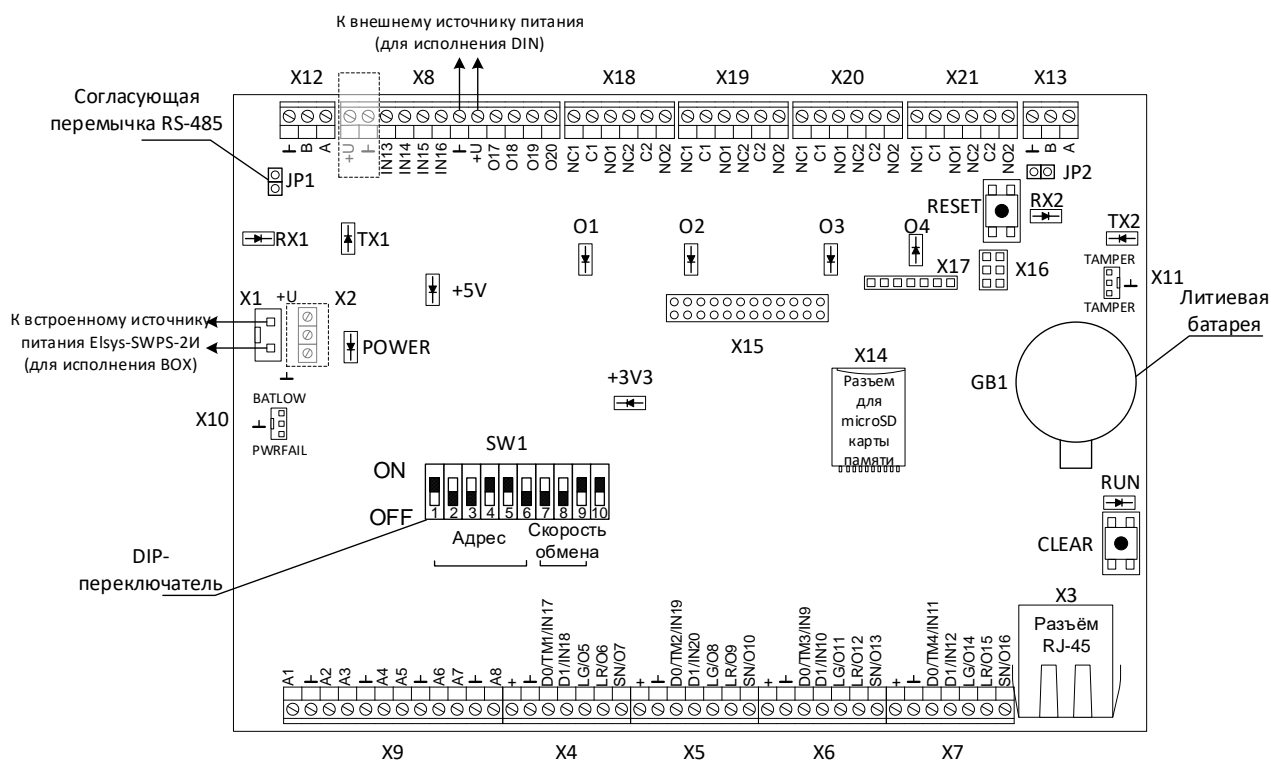 К внешнему источнику питания
(для исполнения DIN)
X12
X8
X18
X19
X20
X21
X13
Согласующая
перемычка RS-485
B
A
+U
IN13
IN14
IN15
IN16
+U
O17
O18
O19
O20
NC1
C1
NO1
NC2
C2
NO2
NC1
C1
NO1
NC2
C2
NO2
NC1
C1
NO1
NC2
C2
NO2
NC1
C1
NO1
NC2
C2
NO2
B
A
JP1
JP2
RESET
RX2
RX1
TX1
O1
O2
O3
O4
TX2
X17
X16
TAMPER
X11
TAMPER
+5V
X1
+U
X2
К встроенному источнику
питания Elsys-SWPS-2И
(для исполнения BOX)
POWER
X15
Литиевая
батарея
X14
Разъем
для
microSD
карты
памяти
GB1
+3V3
BATLOW
X10
PWRFAIL
SW1
ON
OFF
1
2
3
4
5
6
7
8
9
10
Адрес
Скорость
обмена
RUN
CLEAR
DIP-
переключатель
X3
Разъём
RJ-45
A1
A2
A3
A4
A5
A6
A7
A8
+
D0/TM1/IN17
D1/IN18
LG/O5
LR/O6
SN/O7
+
D0/TM2/IN19
D1/IN20
LG/O8
LR/O9
SN/O10
+
D0/TM3/IN9
D1/IN10
LG/O11
LR/O12
SN/O13
+
D0/TM4/IN11
D1/IN12
LG/O14
LR/O15
SN/O16
X9
X4
X5
X6
X7